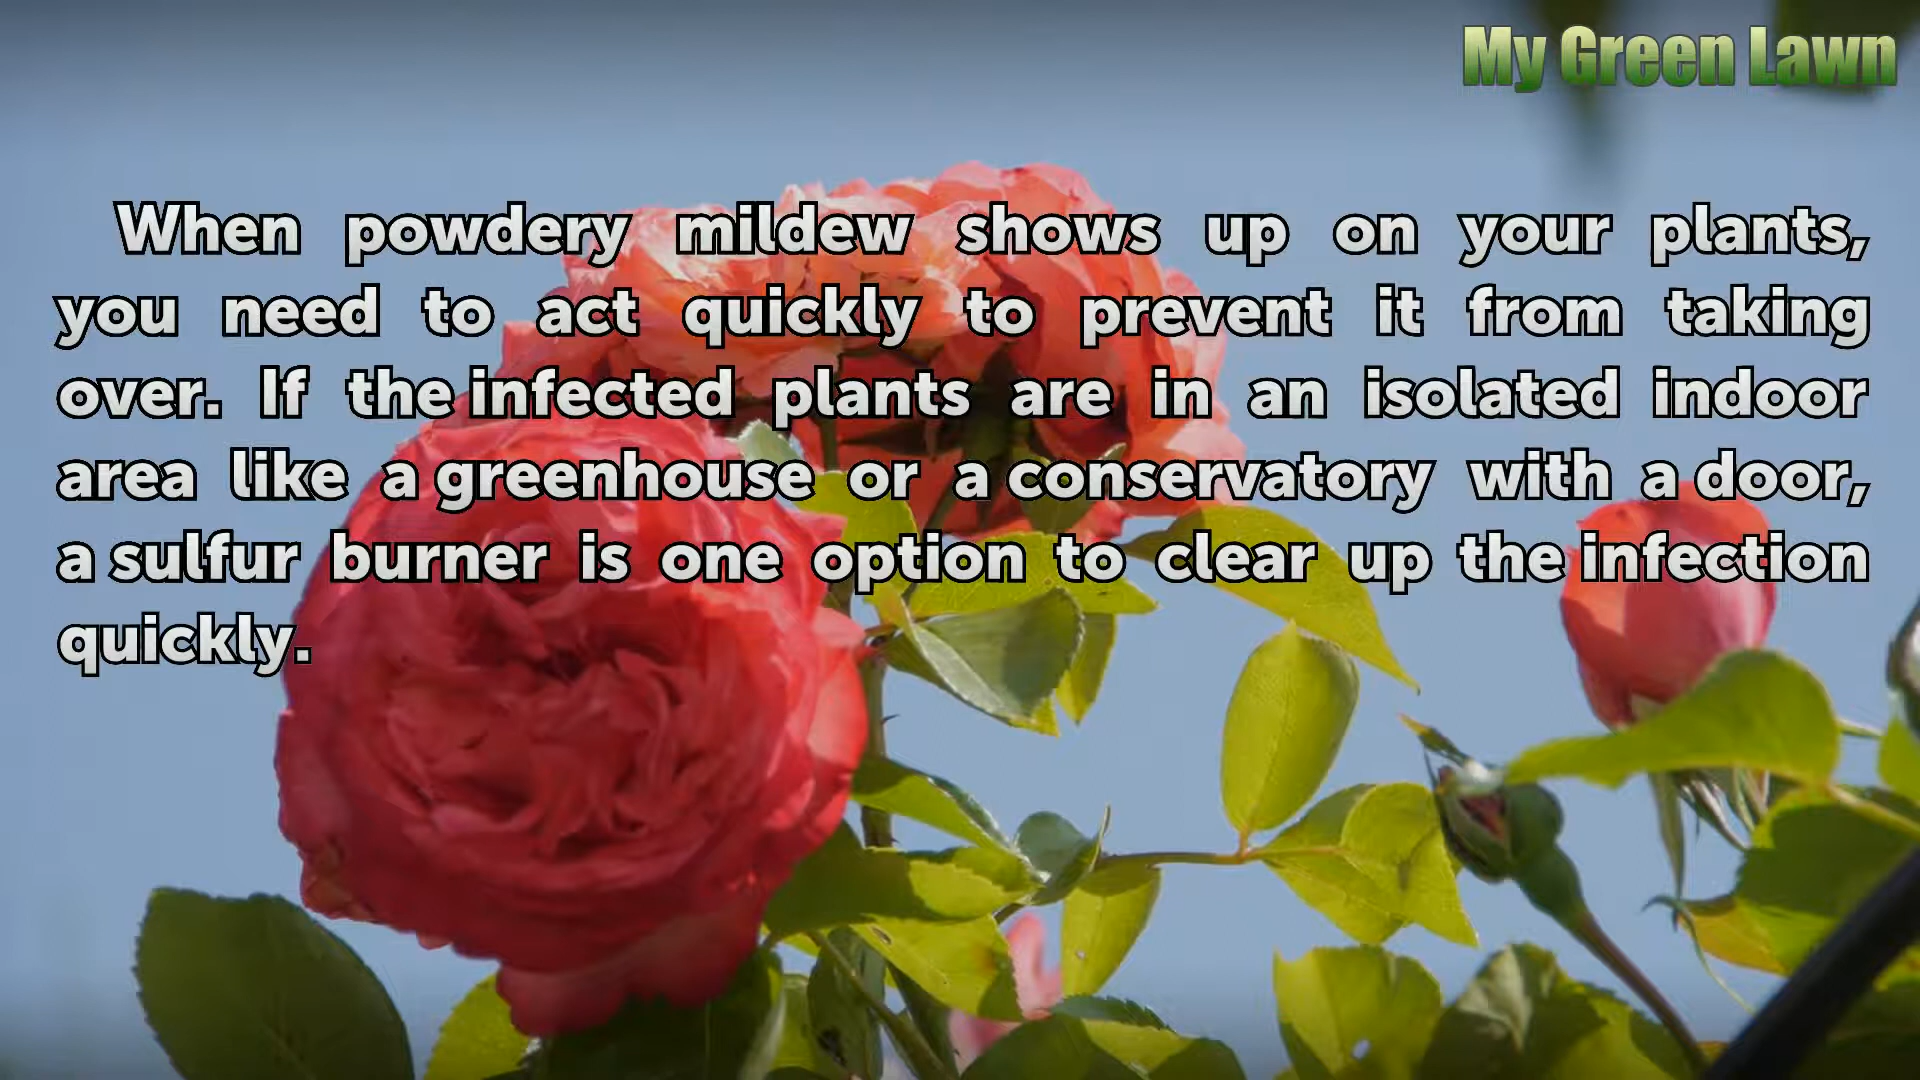 My Green Lawn
When powdery mildew shows up on your plants,
you need to act quickly to prevent it from taking
over. If the infected plants are in an isolated indoor
area like a greenhouse or a conservatory with a door,
a sulfur burner is one option to clear up the infection
quickly.